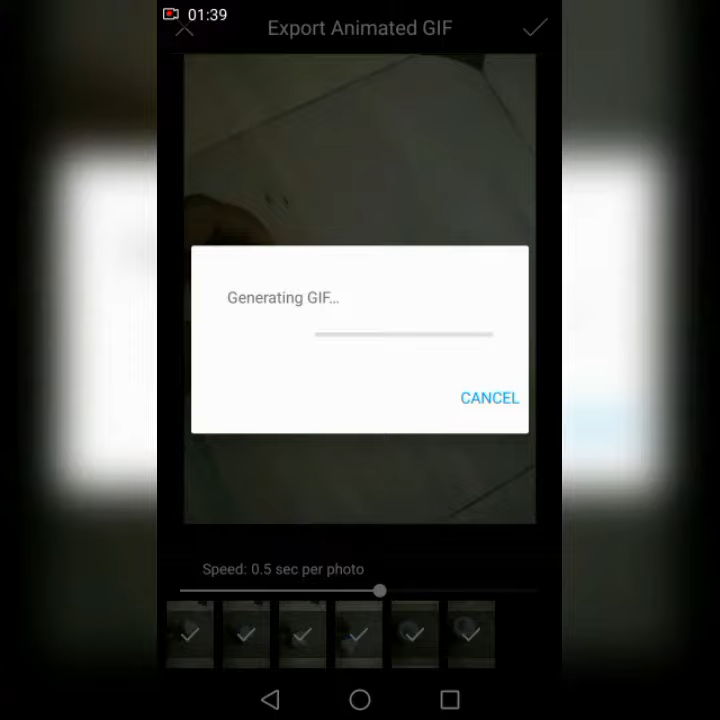 01:39
Export Animated GIF
Generating GIF...
CANCEL
Speed: 0.5 sec per photo